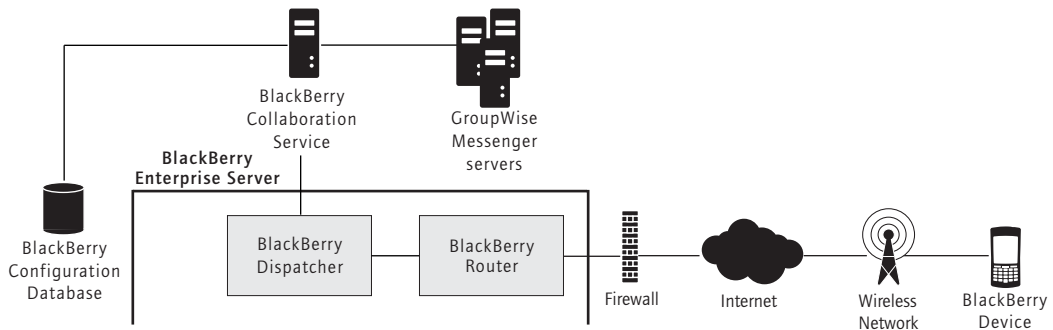 BlackBerry
Collaboration
Service
GroupWise
Messenger
servers
BlackBerry
Enterprise Server
BlackBerry
Configuration
Database
BlackBerry
Dispatcher
BlackBerry
Router
Firewall
Internet
Wireless
Network
BlackBerry
Device